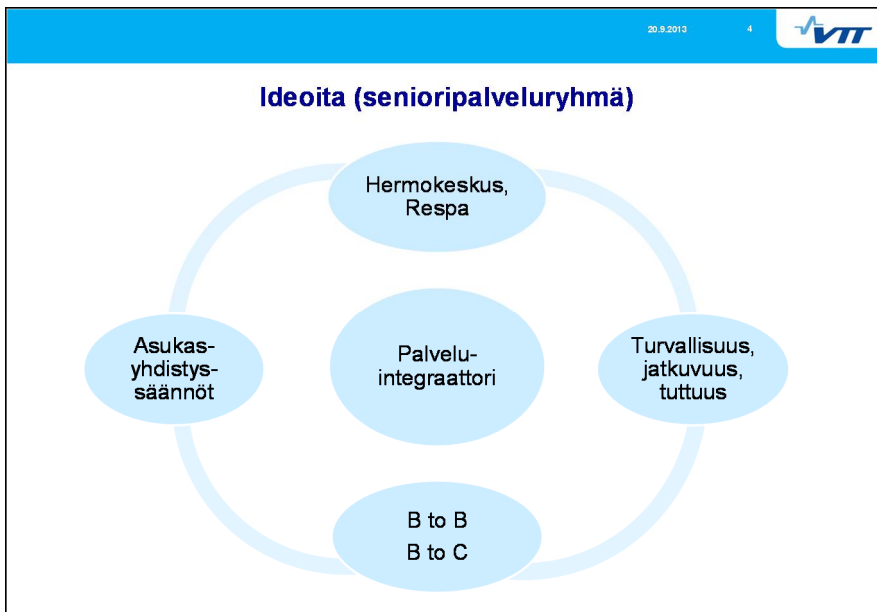 20.9.2013
4
VTT
Ideoita (senioripalveluryhmä)
Hermokeskus,
Respa
Asukas-
yhdistys-
säännöt
Palvelu-
integraattori
Turvallisuus,
jatkuvuus,
tuttuus
B to B
B to C